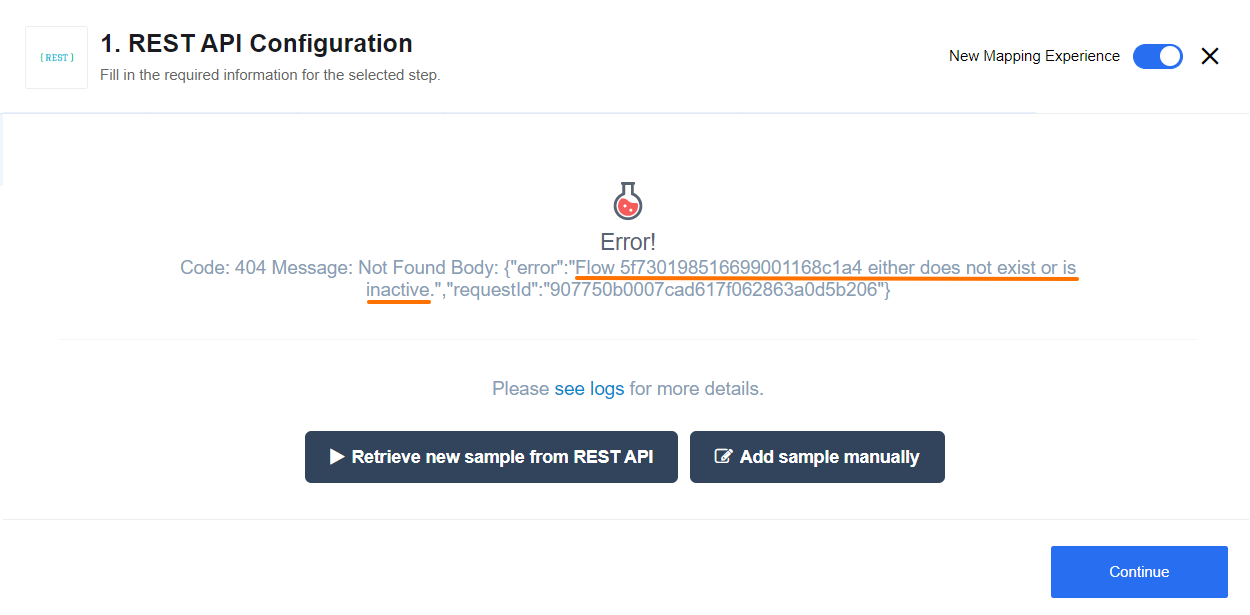 { REST }
1. REST API Configuration
Fill in the required information for the selected step.
New Mapping Experience
Error!
Code: 404 Message: Not Found Body: {"error":"Flow 5f730198516699001168c1a4 either does not exist or is
inactive.","requestId":"907750b0007cad617f062863a0d5b206"}
Please see logs for more details.
Retrieve new sample from REST API
Add sample manually
Continue